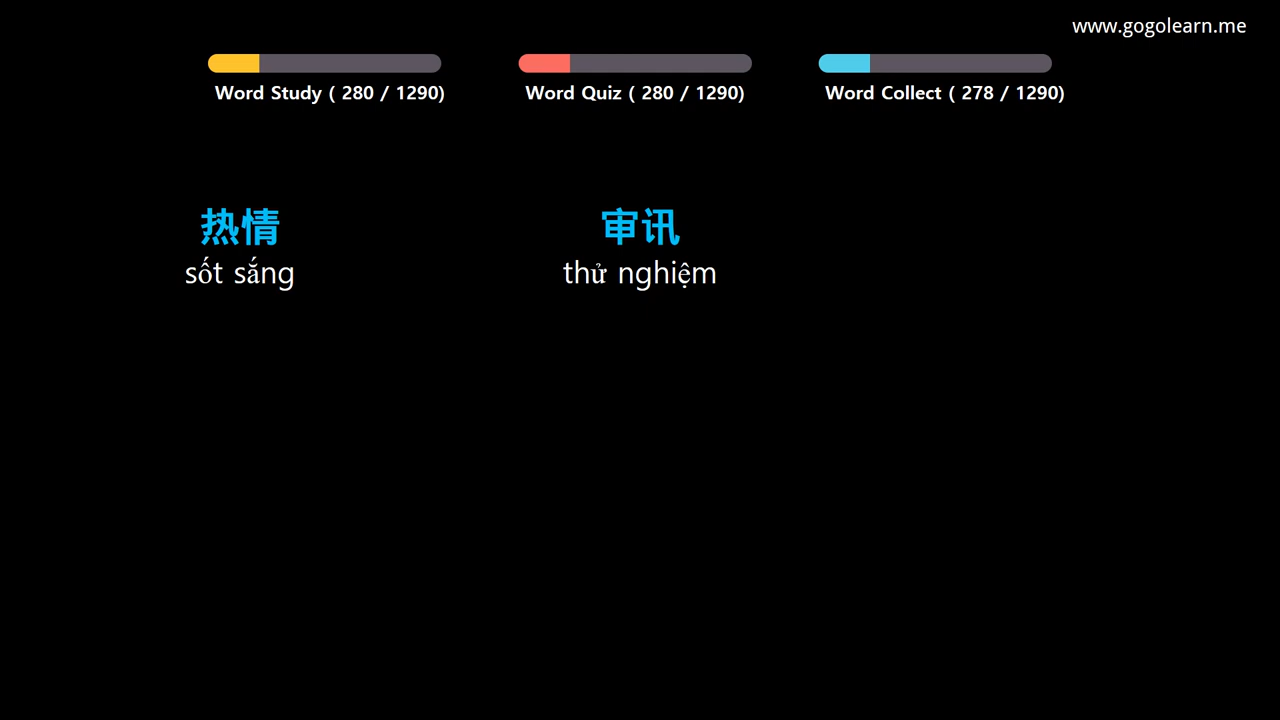 www.gogolearn.me
Word Study ( 280 / 1290)
Word Quiz ( 280 / 1290)
Word Collect ( 278 / 1290)
热情
审讯
sốt sắng
thử nghiệm